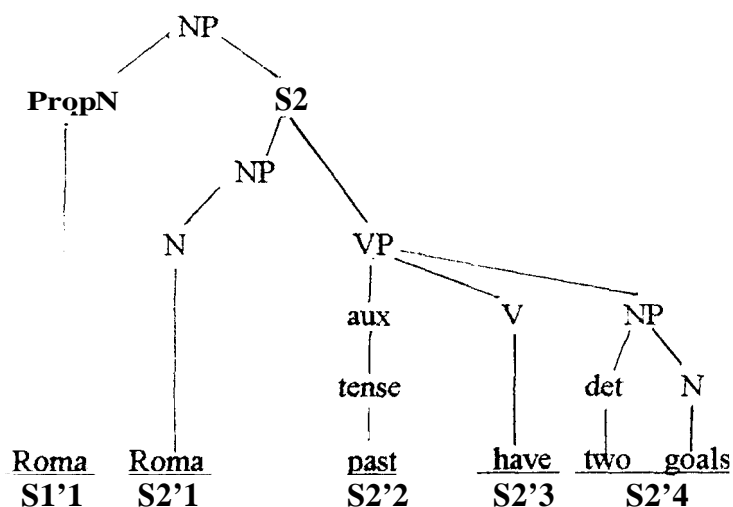 NP
PropN S2
NP
N VP
aux V NP
tense det N
Roma Roma past have two goals
S1'1 S2'1 S2'2 S2'3 S2'4